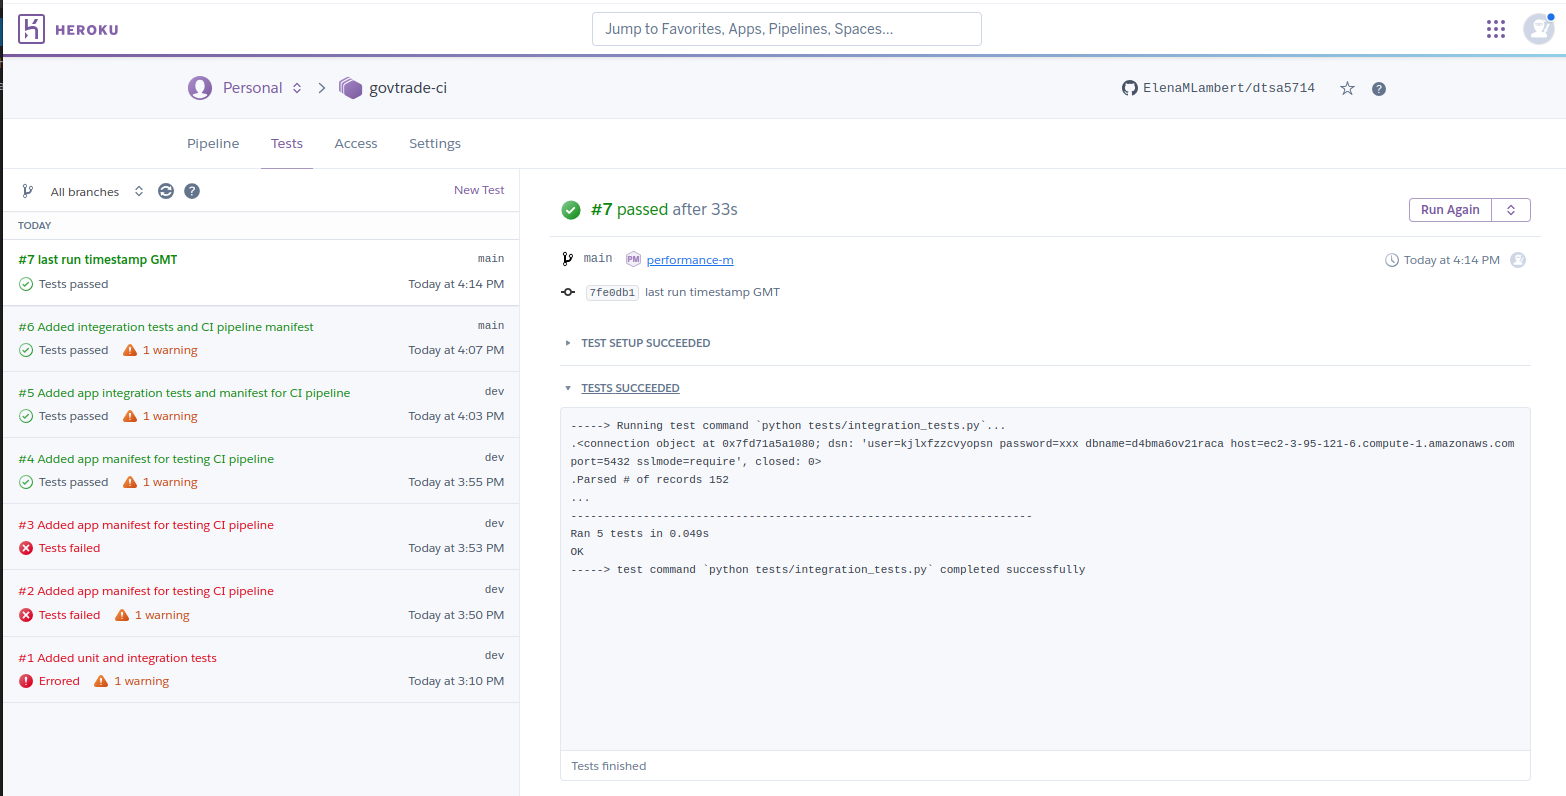 HEROKU
Jump to Favorites, Apps, Pipelines, Spaces...
Personal
govtrade-ci
ElenaMLambert/dtsa5714
?
Pipeline
Tests
Access
Settings
All branches
?
New Test
TODAY
#7 last run timestamp GMT
main
Tests passed
Today at 4:14 PM
#6 Added integeration tests and CI pipeline manifest
main
Tests passed
1 warning
Today at 4:07 PM
#5 Added app integration tests and manifest for CI pipeline
dev
Tests passed
1 warning
Today at 4:03 PM
#4 Added app manifest for testing CI pipeline
dev
Tests passed
1 warning
Today at 3:55 PM
#3 Added app manifest for testing CI pipeline
dev
Tests failed
Today at 3:53 PM
#2 Added app manifest for testing CI pipeline
dev
Tests failed
1 warning
Today at 3:50 PM
#1 Added unit and integration tests
dev
Errored
1 warning
Today at 3:10 PM
#7 passed after 33s
Run Again
main
PM
performance-m
Today at 4:14 PM
7fe0db1
last run timestamp GMT
TEST SETUP SUCCEEDED
TESTS SUCCEEDED
-----> Running test command `python tests/integration_tests.py`...
.<connection object at 0x7fd71a5a1080; dsn: 'user=kjlxfzzcvyopsn password=xxx dbname=d4bma6ov21raca host=ec2-3-95-121-6.compute-1.amazonaws.com
port=5432 sslmode=require', closed: 0>
.Parsed # of records 152
...
----------------------------------------------------------------------
Ran 5 tests in 0.049s
OK
-----> test command `python tests/integration_tests.py` completed successfully
Tests finished